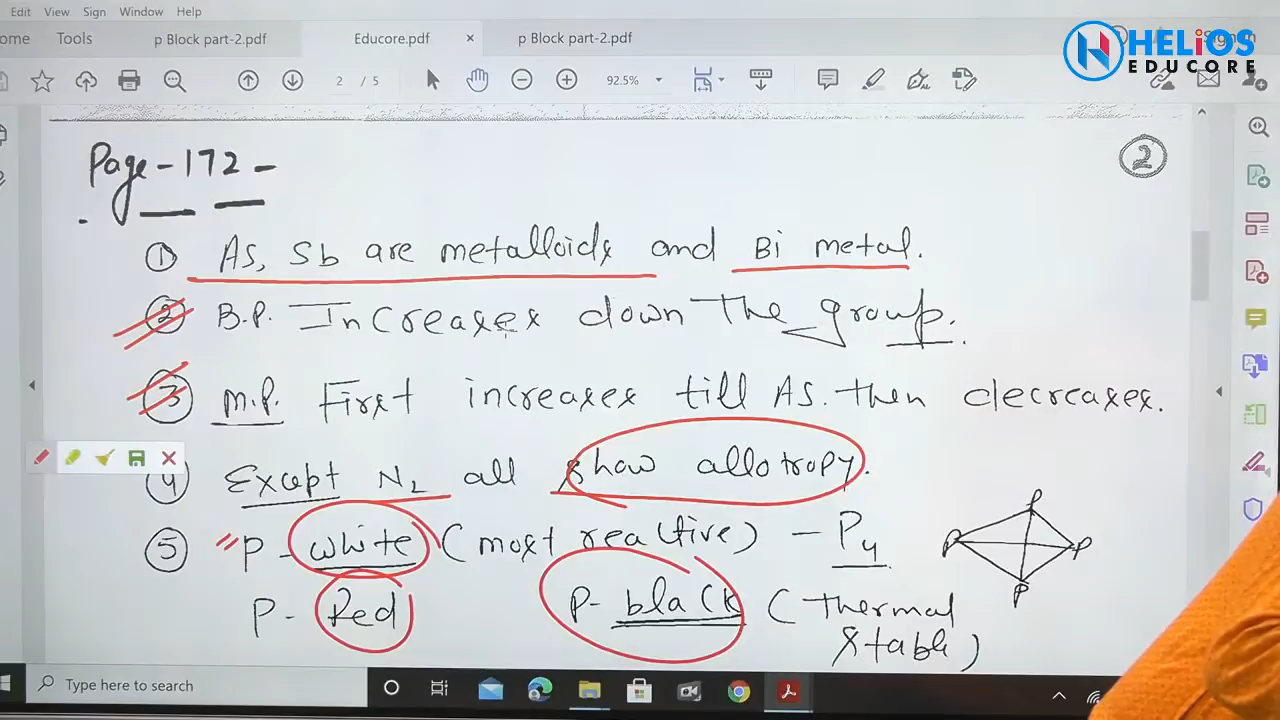 Edit View Sign Window Help
ome Tools p Block part-2.pdf Educore.pdf × p Block part-2.pdf
HELiOS
EDUCORE
2 / 5 92.5%
Page-172-
2
① As, Sb are metalloids and Bi metal.
② B.P. Increases down The group.
③ M.P. First increases till AS. Then decreases.
④ Except N2 all show allotropy.
⑤ "P- white (most reactive) - P4
P- Red P- black (Thermal
stable)
P
P P
P
Type here to search